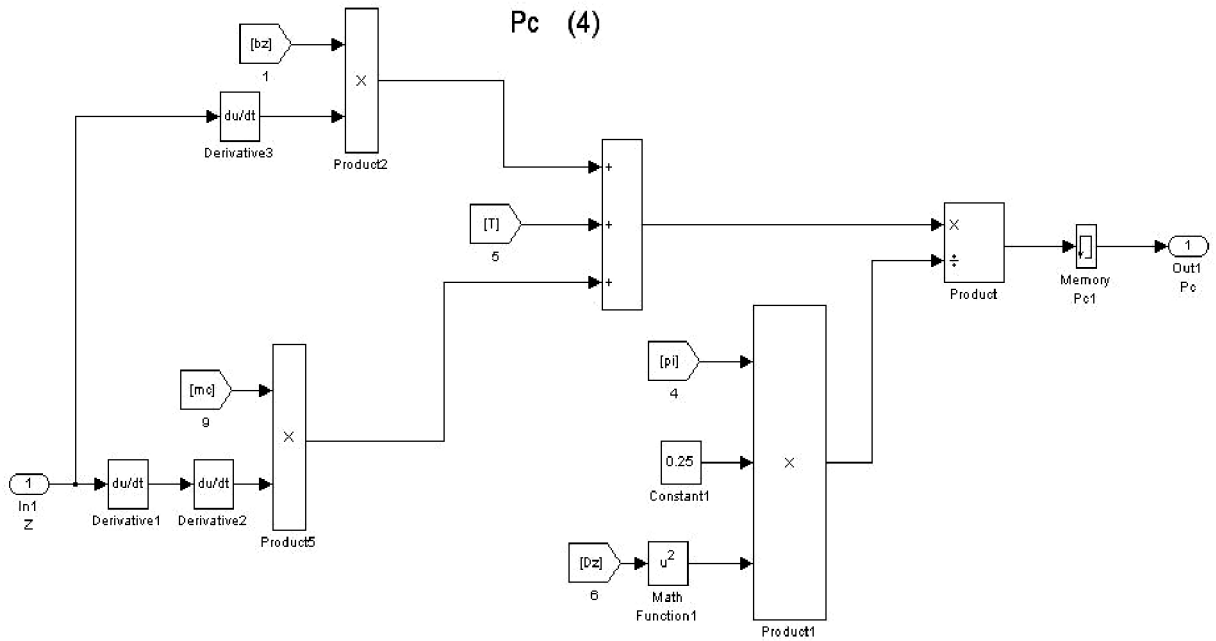 Pc (4)
[bz]
1
du/dt
Derivative3
×
Product2
[T]
5
+
+
+
[mc]
9
×
Product5
1
In1
Z
du/dt
Derivative1
du/dt
Derivative2
[pi]
4
0.25
Constant1
[Dz]
6
u²
Math
Function1
×
Product1
×
÷
Product
Memory
Pc1
1
Out1
Pc